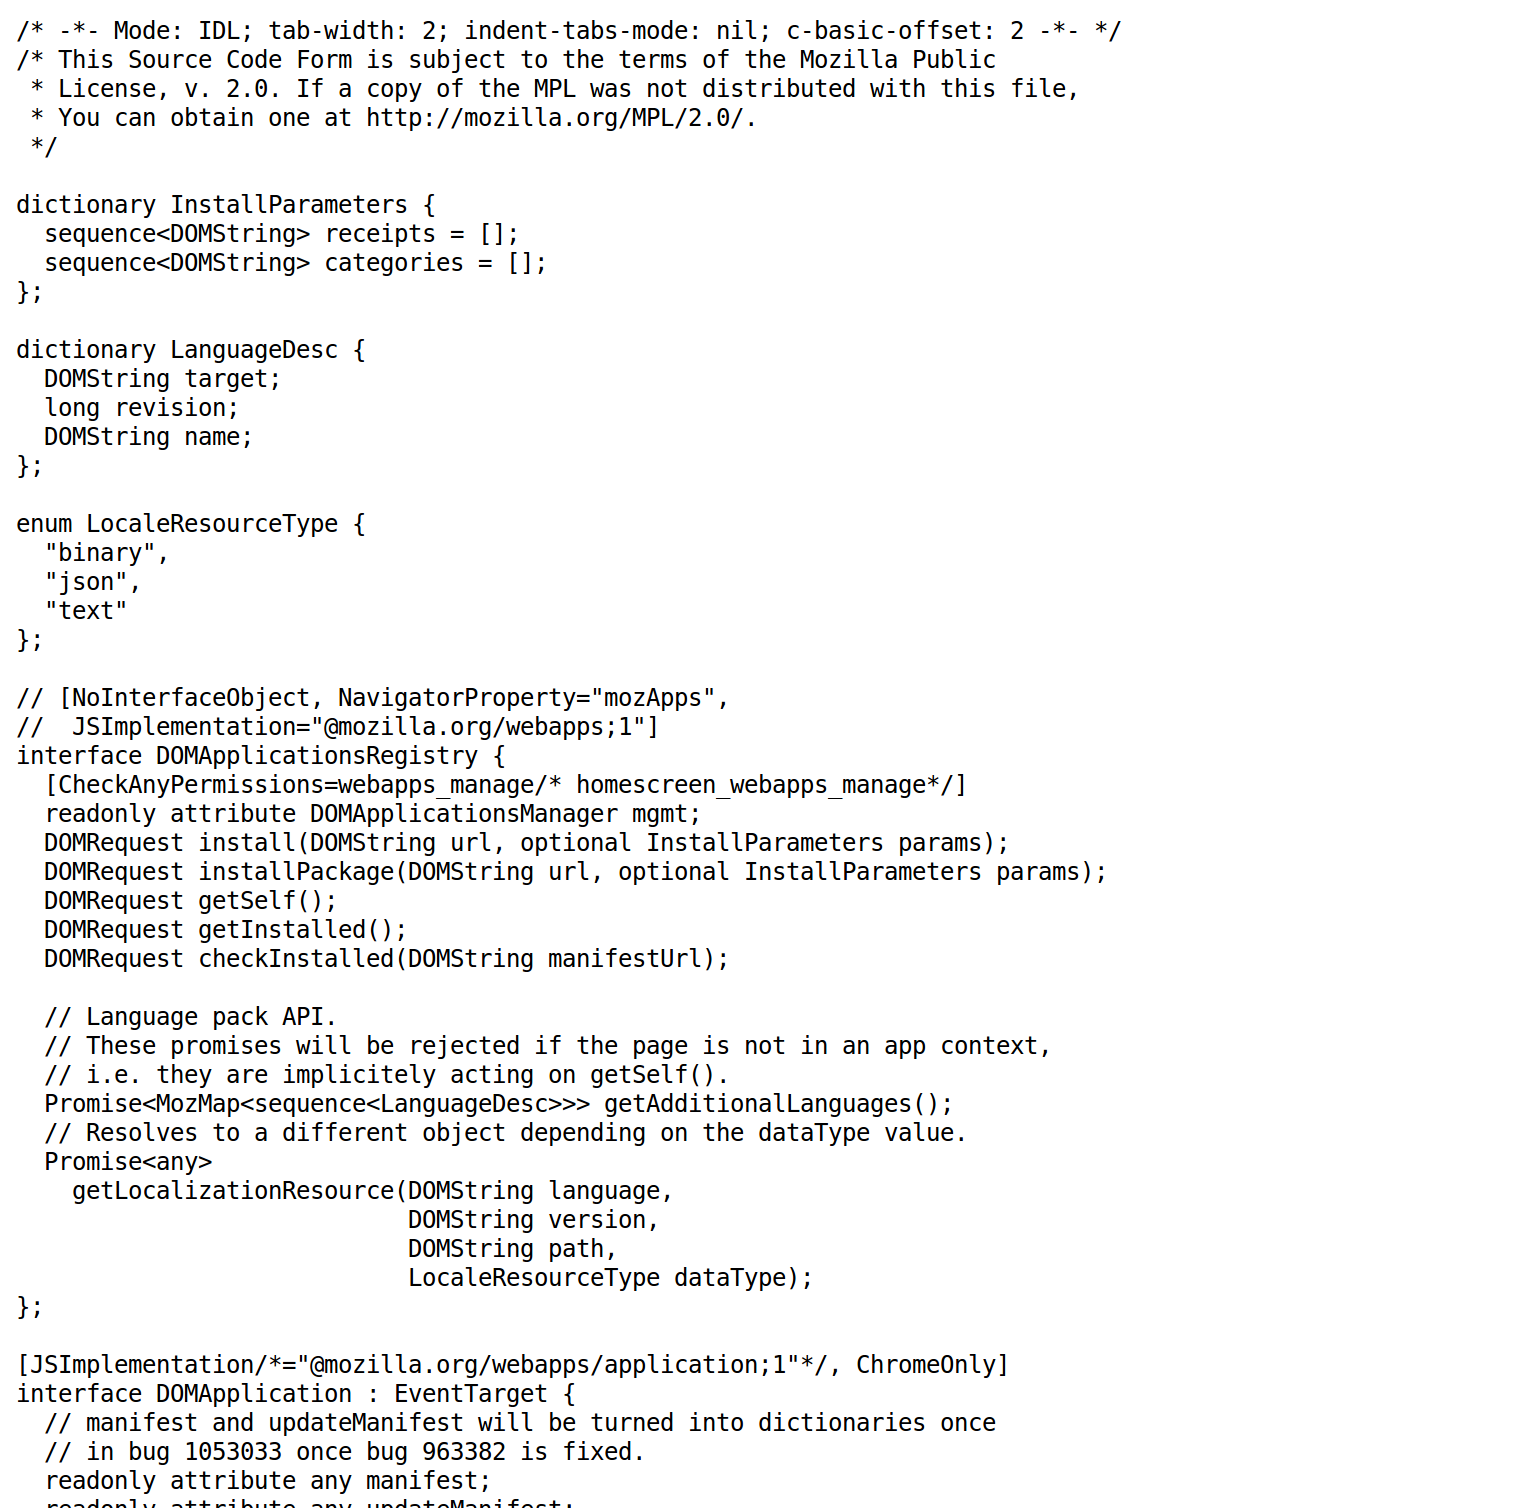 /* -*- Mode: IDL; tab-width: 2; indent-tabs-mode: nil; c-basic-offset: 2 -*- */
/* This Source Code Form is subject to the terms of the Mozilla Public
 * License, v. 2.0. If a copy of the MPL was not distributed with this file,
 * You can obtain one at http://mozilla.org/MPL/2.0/.
 */

dictionary InstallParameters {
  sequence<DOMString> receipts = [];
  sequence<DOMString> categories = [];
};

dictionary LanguageDesc {
  DOMString target;
  long revision;
  DOMString name;
};

enum LocaleResourceType {
  "binary",
  "json",
  "text"
};

// [NoInterfaceObject, NavigatorProperty="mozApps",
//  JSImplementation="@mozilla.org/webapps;1"]
interface DOMApplicationsRegistry {
  [CheckAnyPermissions=webapps_manage/* homescreen_webapps_manage*/]
  readonly attribute DOMApplicationsManager mgmt;
  DOMRequest install(DOMString url, optional InstallParameters params);
  DOMRequest installPackage(DOMString url, optional InstallParameters params);
  DOMRequest getSelf();
  DOMRequest getInstalled();
  DOMRequest checkInstalled(DOMString manifestUrl);

  // Language pack API.
  // These promises will be rejected if the page is not in an app context,
  // i.e. they are implicitely acting on getSelf().
  Promise<MozMap<sequence<LanguageDesc>>> getAdditionalLanguages();
  // Resolves to a different object depending on the dataType value.
  Promise<any>
    getLocalizationResource(DOMString language,
                            DOMString version,
                            DOMString path,
                            LocaleResourceType dataType);
};

[JSImplementation/*="@mozilla.org/webapps/application;1"*/, ChromeOnly]
interface DOMApplication : EventTarget {
  // manifest and updateManifest will be turned into dictionaries once
  // in bug 1053033 once bug 963382 is fixed.
  readonly attribute any manifest;
  readonly attribute any updateManifest;